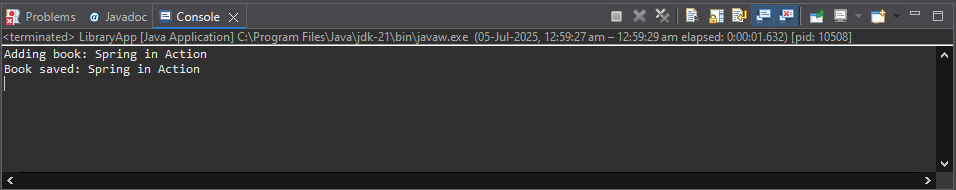 Problems @ Javadoc Console
<terminated> LibraryApp [Java Application] C:\Program Files\Java\jdk-21\bin\javaw.exe (05-Jul-2025, 12:59:27 am – 12:59:29 am elapsed: 0:00:01.632) [pid: 10508]
Adding book: Spring in Action
Book saved: Spring in Action